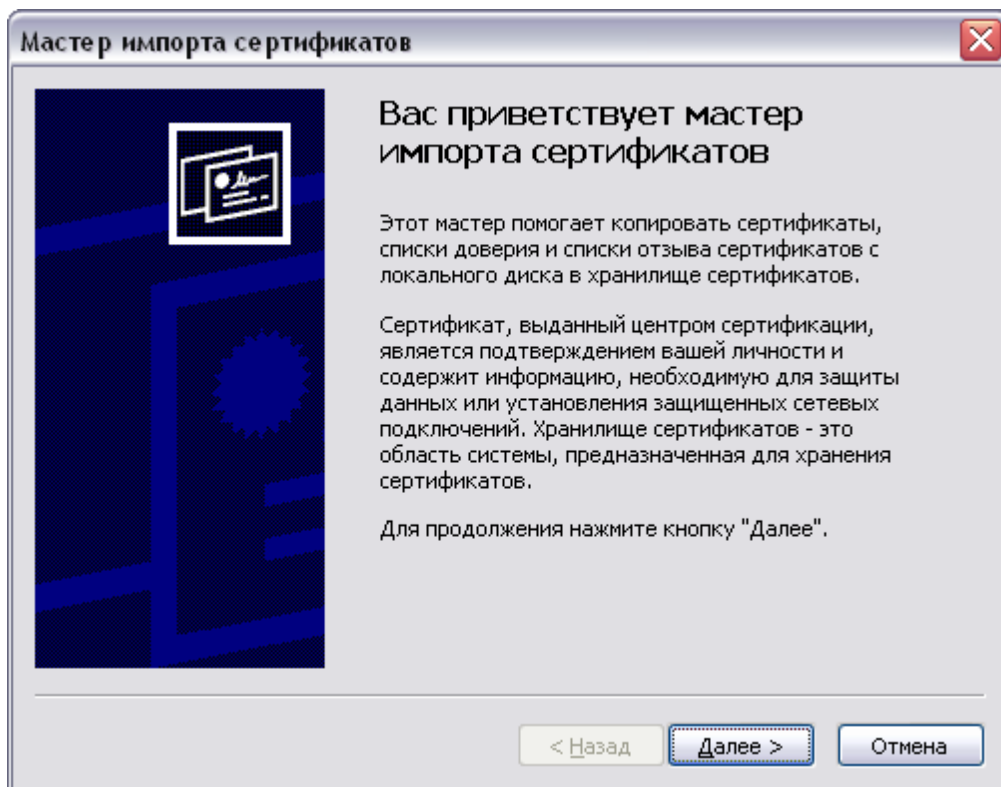 Мастер импорта сертификатов
Вас приветствует мастер
импорта сертификатов
Этот мастер помогает копировать сертификаты,
списки доверия и списки отзыва сертификатов с
локального диска в хранилище сертификатов.
Сертификат, выданный центром сертификации,
является подтверждением вашей личности и
содержит информацию, необходимую для защиты
данных или установления защищенных сетевых
подключений. Хранилище сертификатов - это
область системы, предназначенная для хранения
сертификатов.
Для продолжения нажмите кнопку "Далее".
< Назад
Далее >
Отмена